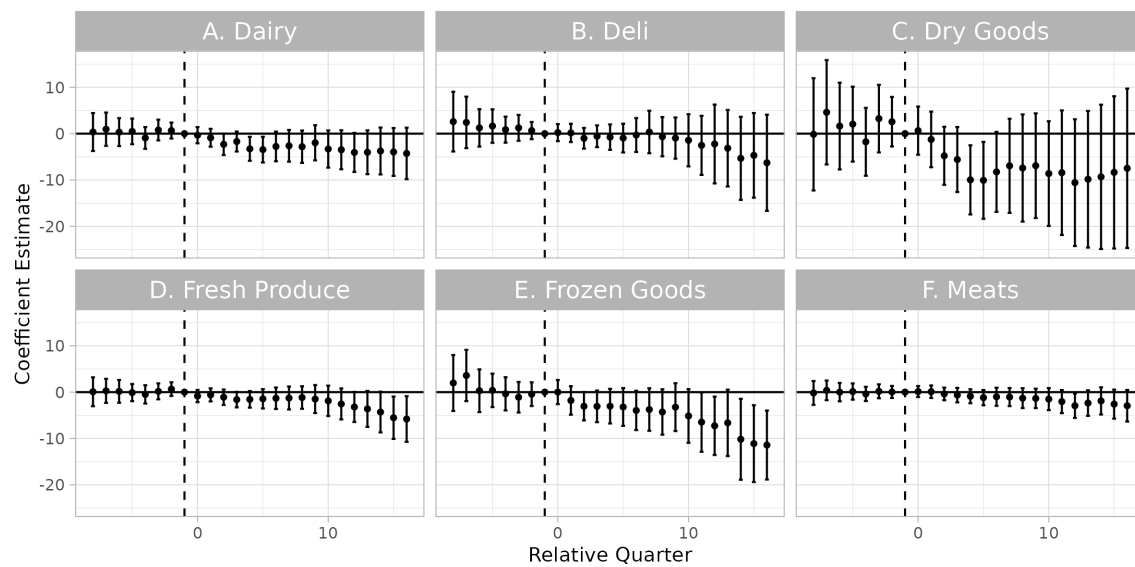 A. Dairy
B. Deli
C. Dry Goods
10
0
-10
-20
D. Fresh Produce
E. Frozen Goods
F. Meats
10
0
-10
-20
0
10
0
10
0
10
Coefficient Estimate
Relative Quarter